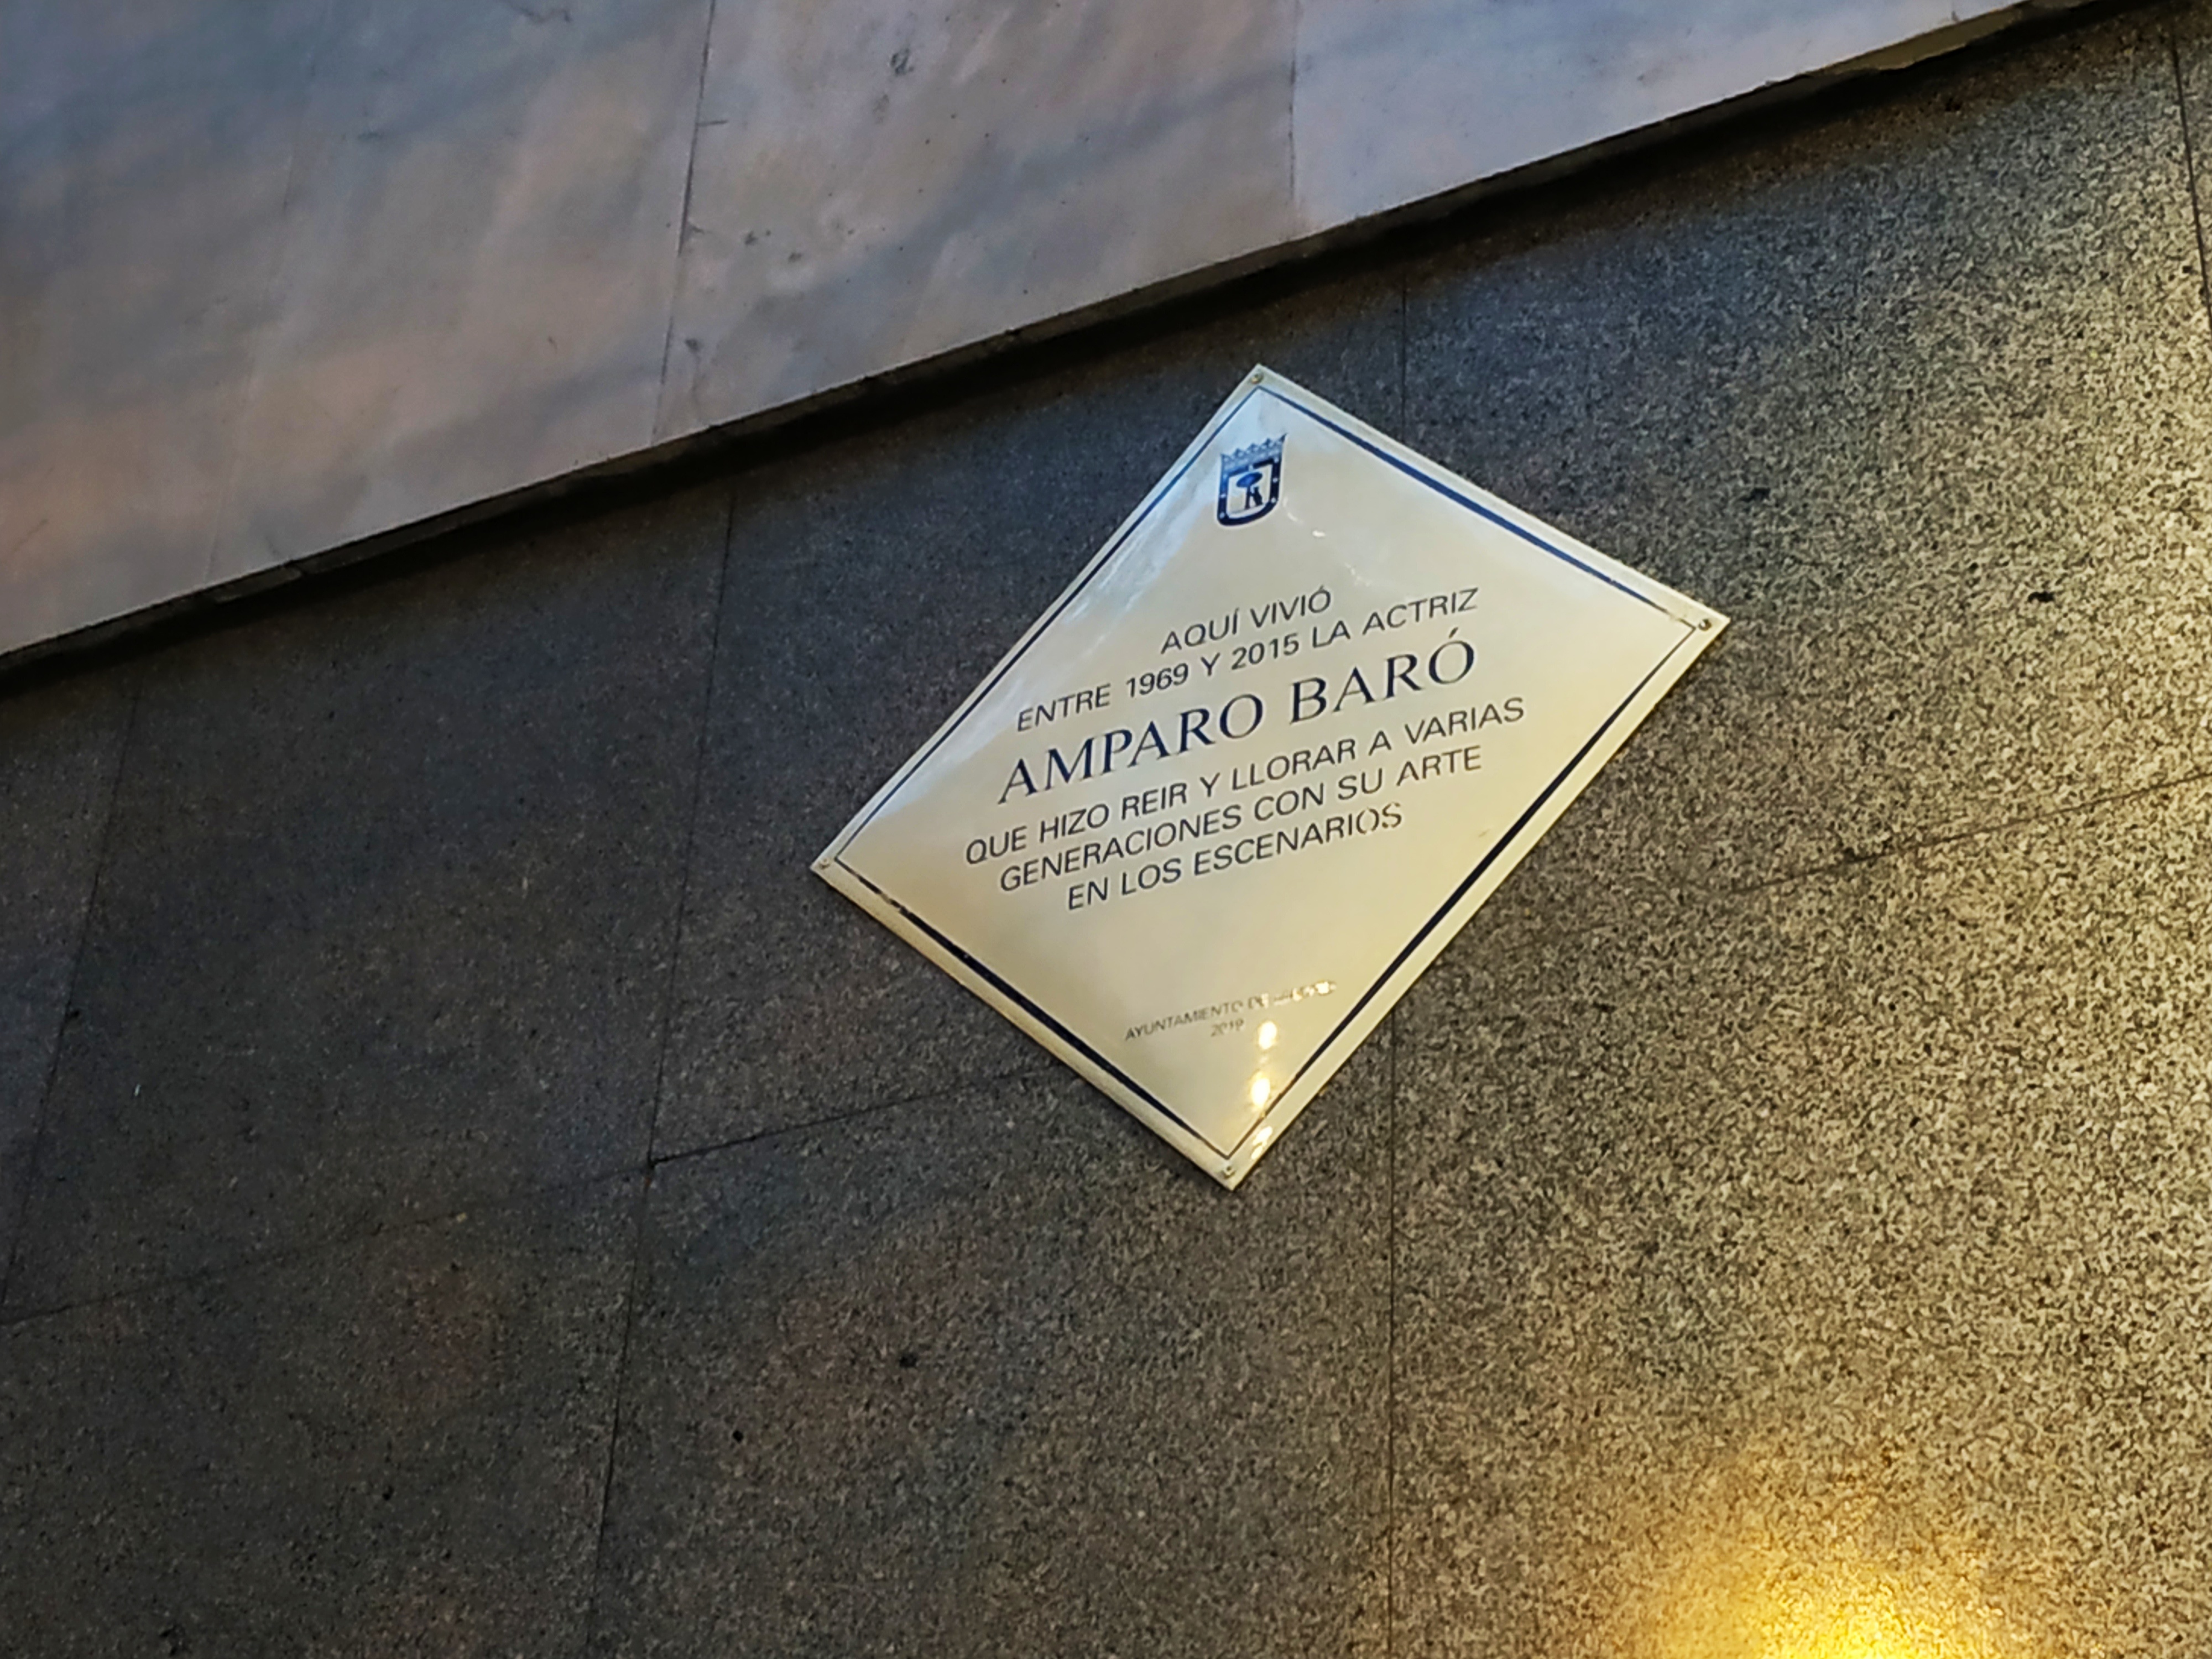 AQUÍ VIVIÓ
ENTRE 1969 Y 2015 LA ACTRIZ
AMPARO BARÓ
QUE HIZO REIR Y LLORAR A VARIAS
GENERACIONES CON SU ARTE
EN LOS ESCENARIOS
AYUNTAMIENTO DE MADRID
2019